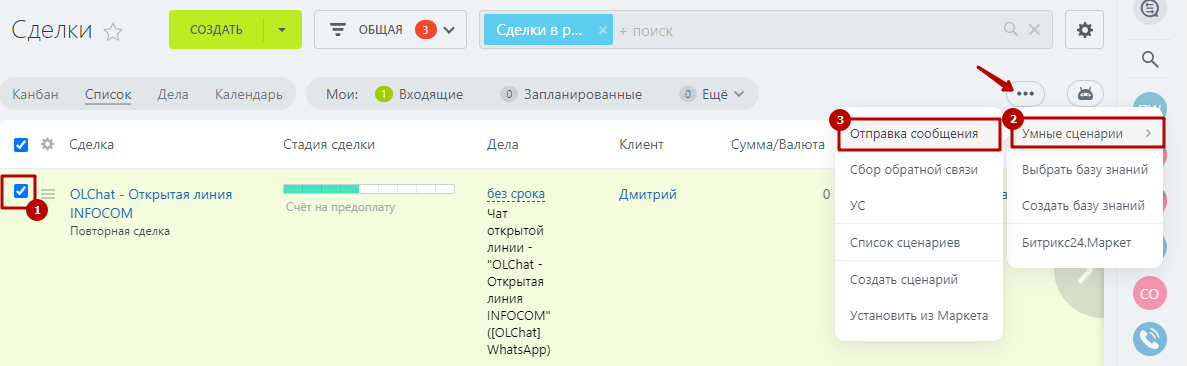 Сделки
СОЗДАТЬ
ОБЩАЯ 3
Сделки в р... ×
+ поиск
Канбан Список Дела Календарь
Мои: 1 Входящие 0 Запланированные 0 Ещё
Сделка
Стадия сделки
Дела
Клиент
Сумма/Валюта
1
OLChat - Открытая линия
INFOCOM
Повторная сделка
Счёт на предоплату
без срока
Чат
открытой
линии -
"OLChat -
Открытая
линия
INFOCOM"
([OLChat]
WhatsApp)
Дмитрий
0
3
Отправка сообщения
Сбор обратной связи
УС
Список сценариев
Создать сценарий
Установить из Маркета
2
Умные сценарии
Выбрать базу знаний
Создать базу знаний
Битрикс24.Маркет
СО